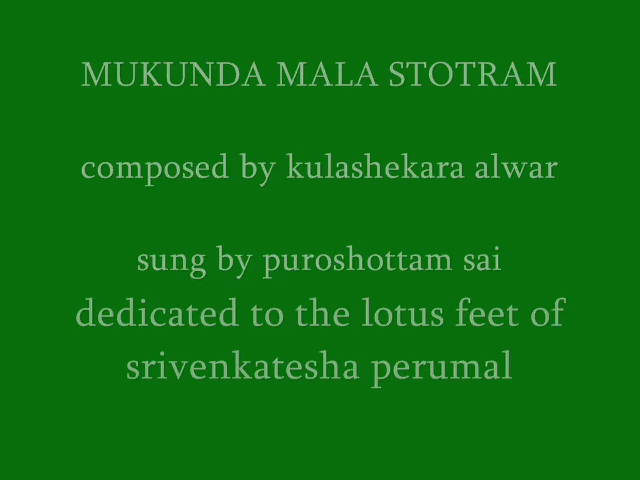 MUKUNDA MALA STOTRAM
composed by kulashekara alwar
sung by puroshottam sai
dedicated to the lotus feet of
srivenkatesha perumal